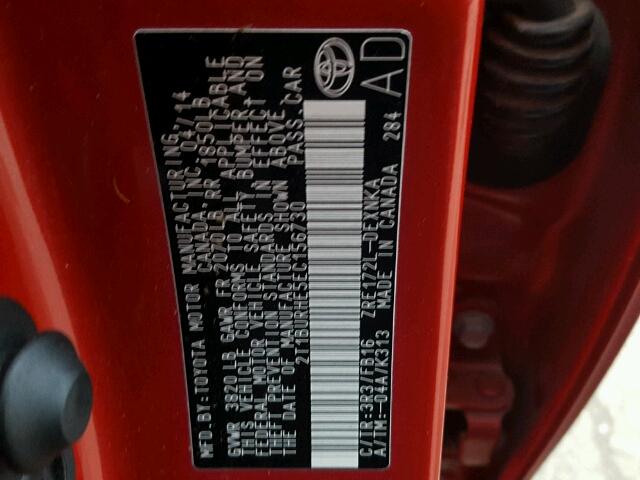 MFD.BY:TOYOTA MOTOR MANUFACTURING,
CANADA, INC 04/14
GVWR 3820 LB GAWR FR 2070LB, RR 1850LB
THIS VEHICLE CONFORMS TO ALL APPLICABLE
FEDERAL MOTOR VEHICLE SAFETY, BUMPER, AND
THEFT PREVENTION STANDARDS IN EFFECT ON
THE DATE OF MANUFACTURE SHOWN ABOVE.
2T1BURHE5EC156730 PASS.CAR
C/TR:3R3/FB16 ZRE172L-DEXNKA
A/TM:-04A/K313 MADE IN CANADA 284
AD